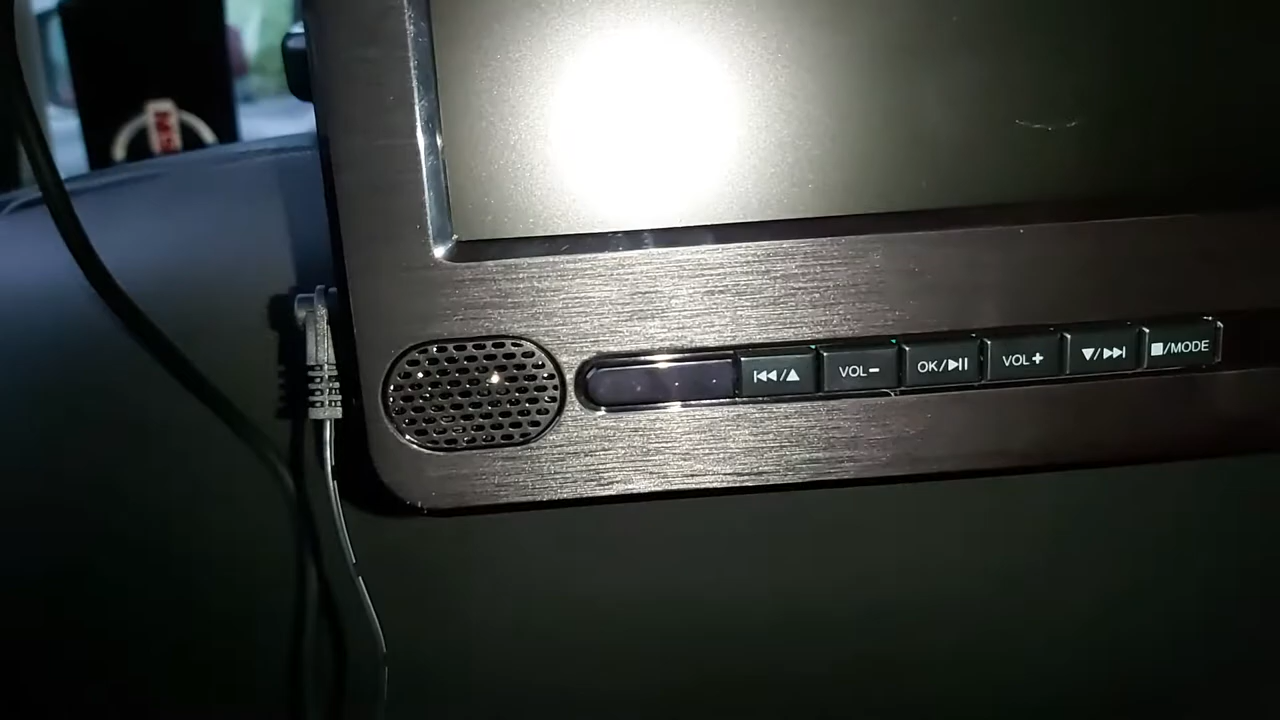 ⏮/▲
VOL−
OK/▶⏸
VOL+
▼/⏭
■/MODE